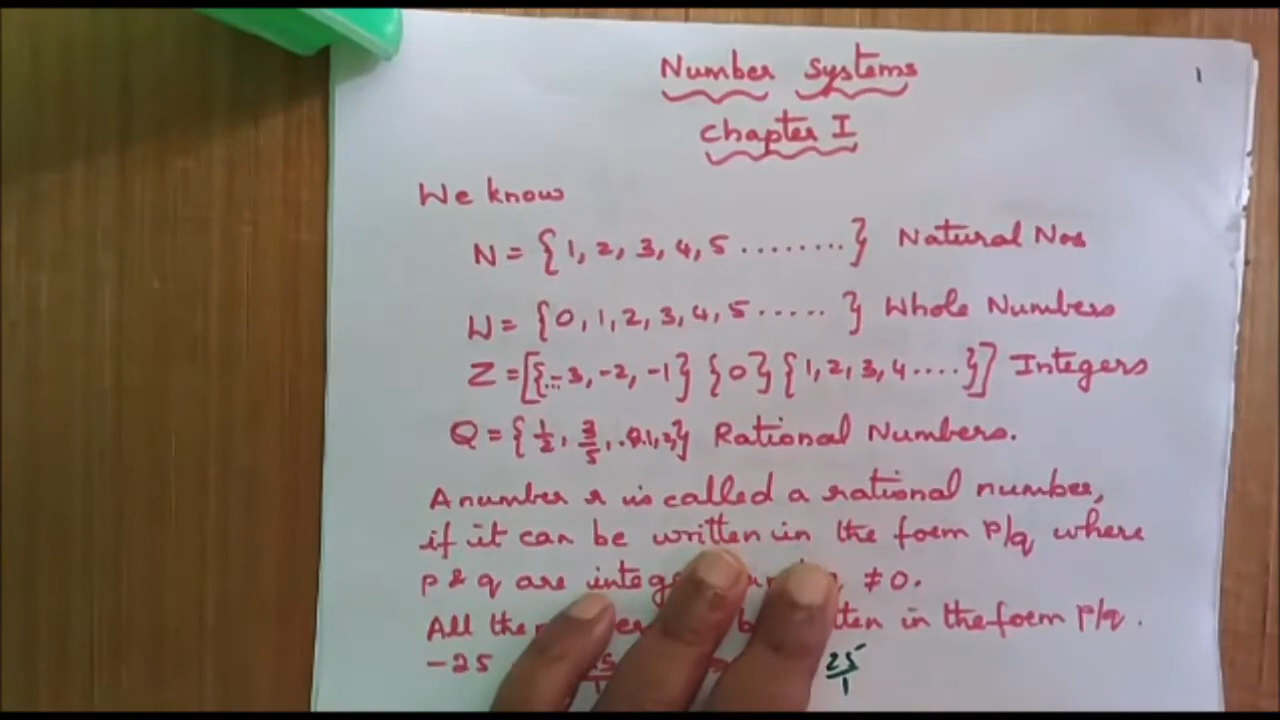 Number Systems
1
Chapter I
We know
N = {1, 2, 3, 4, 5 ........} Natural Nos
W = {0, 1, 2, 3, 4, 5 ..... } Whole Numbers
Z = [{...-3, -2, -1} {0} {1, 2, 3, 4 ....}] Integers
Q = {1/2, 3/5, Rational Numbers.
A number r is called a rational number,
if it can be written in the form P/q where
P & q are ≠ 0.
All the in the form P/q.
-25 25/1